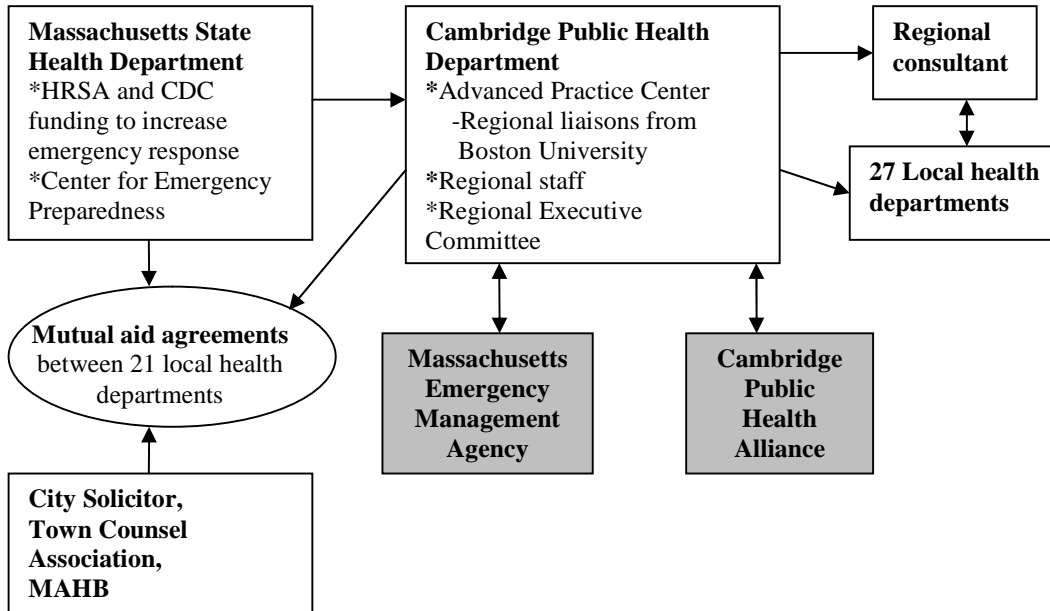 Massachusetts State
Health Department
*HRSA and CDC
funding to increase
emergency response
*Center for Emergency
Preparedness
Cambridge Public Health
Department
*Advanced Practice Center
-Regional liaisons from
Boston University
*Regional staff
*Regional Executive
Committee
Regional
consultant
27 Local health
departments
Mutual aid agreements
between 21 local health
departments
Massachusetts
Emergency
Management
Agency
Cambridge
Public
Health
Alliance
City Solicitor,
Town Counsel
Association,
MAHB